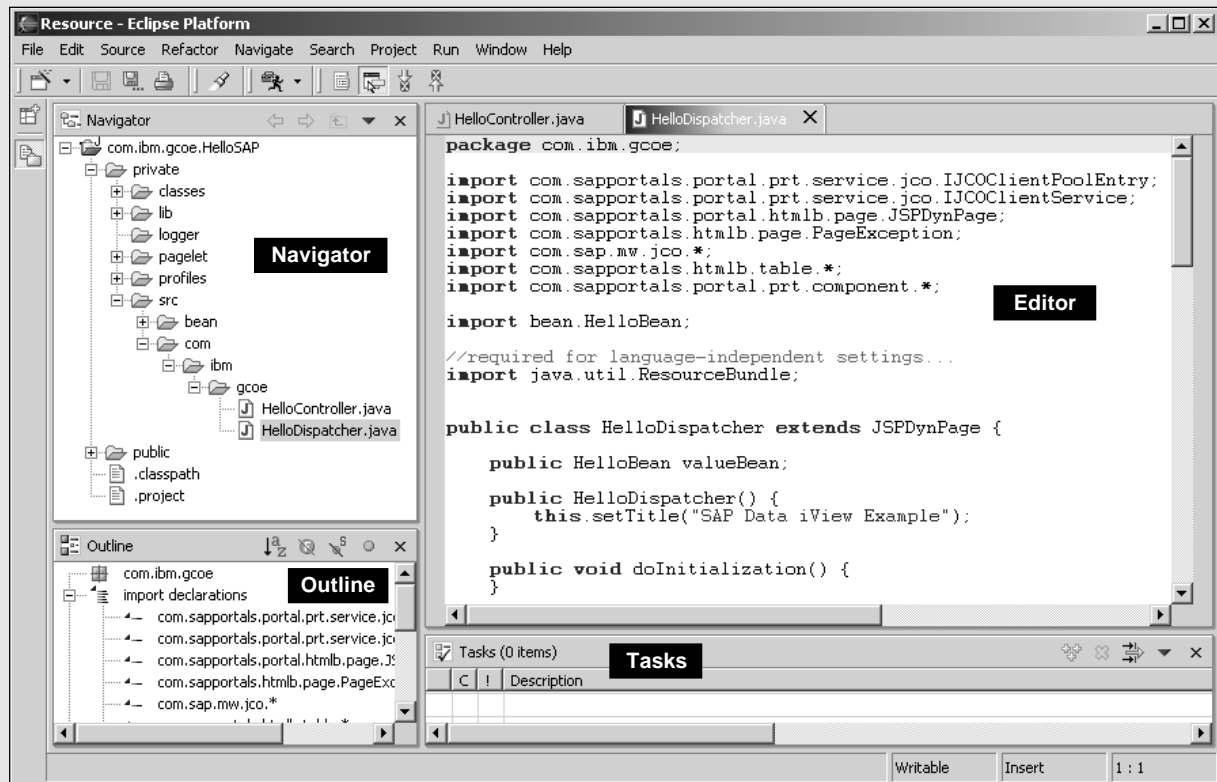 Resource - Eclipse Platform
File Edit Source Refactor Navigate Search Project Run Window Help
Navigator
com.ibm.gcoe.HelloSAP
private
classes
lib
logger
pagelet
profiles
src
bean
com
ibm
gcoe
HelloController.java
HelloDispatcher.java
public
.classpath
.project
Navigator
Outline
com.ibm.gcoe
import declarations
com.sapportals.portal.prt.service.jc
com.sapportals.portal.prt.service.jc
com.sapportals.portal.htmlb.page.JS
com.sapportals.htmlb.page.PageExc
com.sap.mw.jco.*
Outline
HelloController.java HelloDispatcher.java
package com.ibm.gcoe;
import com.sapportals.portal.prt.service.jco.IJCOClientPoolEntry;
import com.sapportals.portal.prt.service.jco.IJCOClientService;
import com.sapportals.portal.htmlb.page.JSPDynPage;
import com.sapportals.htmlb.page.PageException;
import com.sap.mw.jco.*;
import com.sapportals.htmlb.table.*;
import com.sapportals.portal.prt.component.*;
import bean.HelloBean;
//required for language-independent settings...
import java.util.ResourceBundle;
public class HelloDispatcher extends JSPDynPage {
public HelloBean valueBean;
public HelloDispatcher() {
this.setTitle("SAP Data iView Example");
}
public void doInitialization() {
}
Editor
Tasks (0 items)
C ! Description
Tasks
Writable Insert 1 : 1